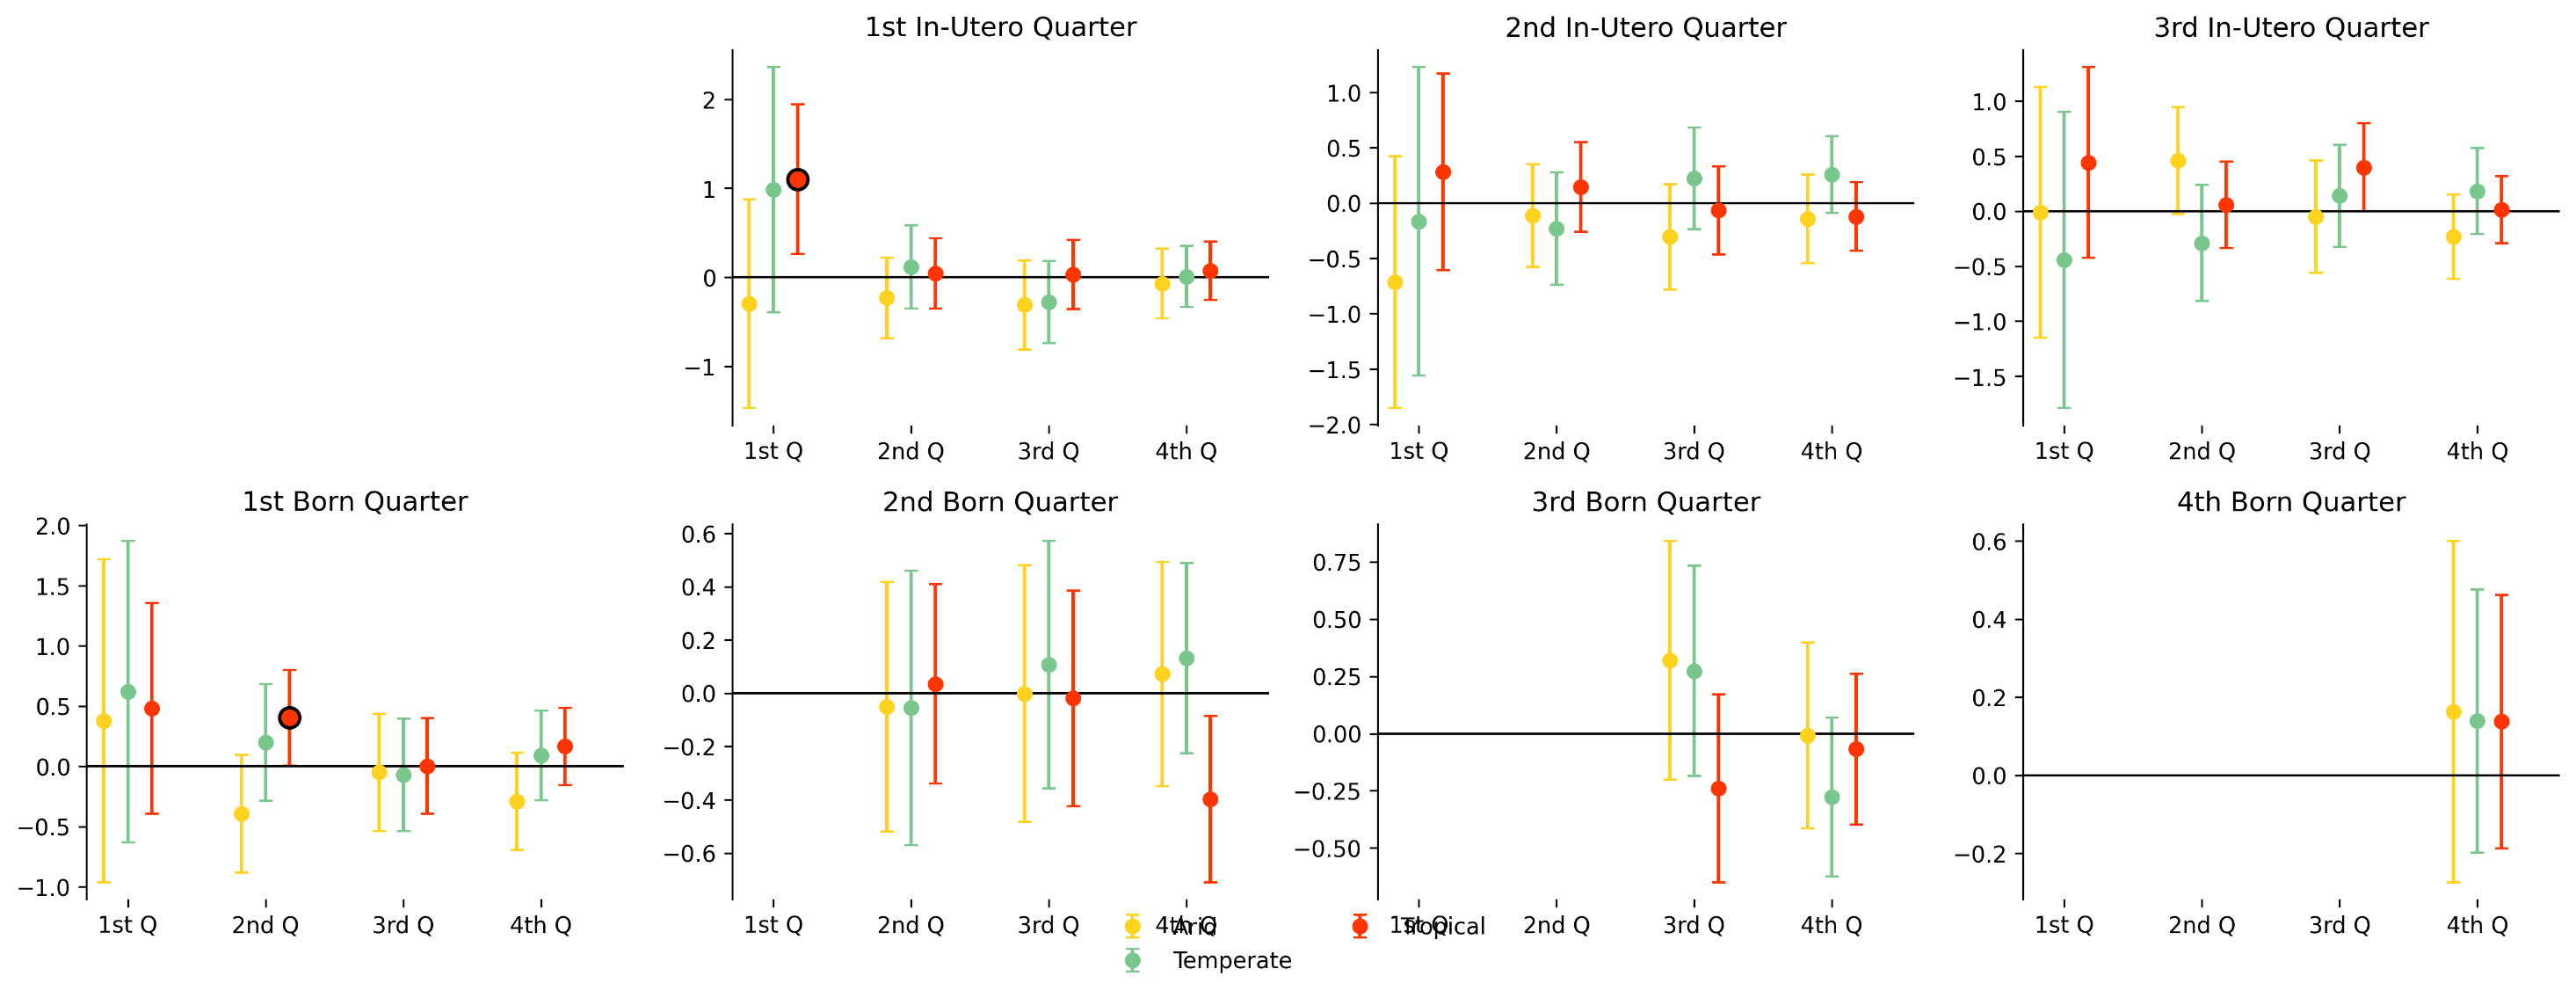 1st In-Utero Quarter
2
1
0
−1
1st Q 2nd Q 3rd Q 4th Q
2nd In-Utero Quarter
1.0
0.5
0.0
−0.5
−1.0
−1.5
−2.0
1st Q 2nd Q 3rd Q 4th Q
3rd In-Utero Quarter
1.0
0.5
0.0
−0.5
−1.0
−1.5
1st Q 2nd Q 3rd Q 4th Q
1st Born Quarter
2.0
1.5
1.0
0.5
0.0
−0.5
−1.0
1st Q 2nd Q 3rd Q 4th Q
2nd Born Quarter
0.6
0.4
0.2
0.0
−0.2
−0.4
−0.6
1st Q 2nd Q 3rd Q 4th Q
3rd Born Quarter
0.75
0.50
0.25
0.00
−0.25
−0.50
1st Q 2nd Q 3rd Q 4th Q
4th Born Quarter
0.6
0.4
0.2
0.0
−0.2
1st Q 2nd Q 3rd Q 4th Q
Arid
Temperate
Tropical